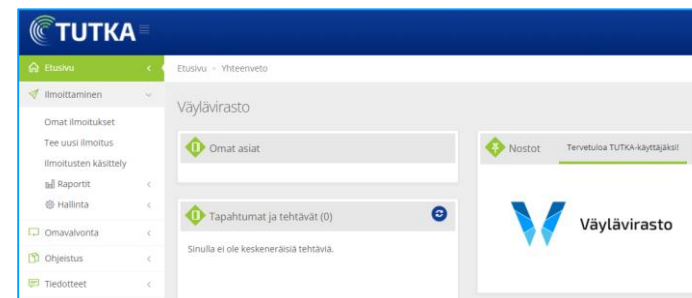 TUTKA
Etusivu
Ilmoittaminen
Omat ilmoitukset
Tee uusi ilmoitus
Ilmoitusten käsittely
Raportit
Hallinta
Omavalvonta
Ohjeistus
Tiedotteet
Etusivu - Yhteenveto
Väylävirasto
Omat asiat
Tapahtumat ja tehtävät (0)
Sinulla ei ole keskeneräisiä tehtäviä.
Nostot Tervetuloa TUTKA-käyttäjäksi!
Väylävirasto